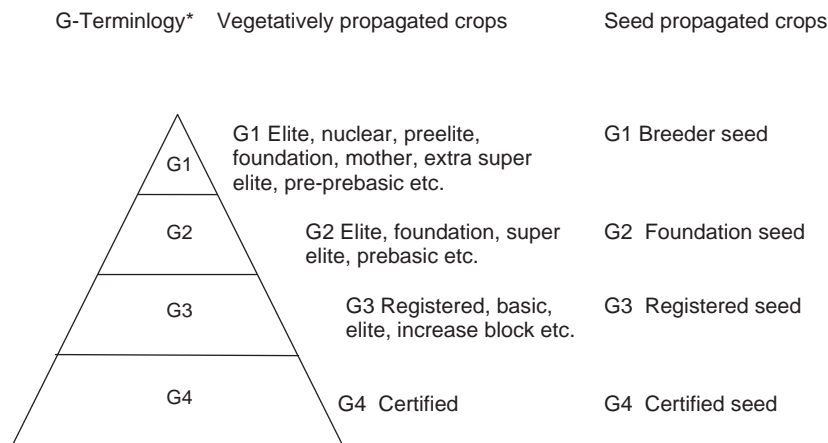 G-Terminlogy* Vegetatively propagated crops Seed propagated crops
G1
G1 Elite, nuclear, preelite,
foundation, mother, extra super
elite, pre-prebasic etc.
G1 Breeder seed
G2
G2 Elite, foundation, super
elite, prebasic etc.
G2 Foundation seed
G3
G3 Registered, basic,
elite, increase block etc.
G3 Registered seed
G4
G4 Certified
G4 Certified seed